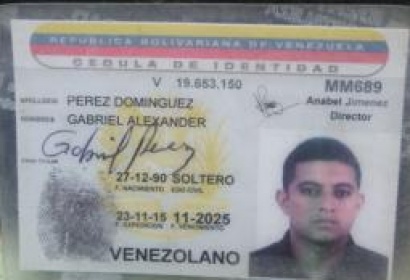 REPUBLICA BOLIVARIANA DE VENEZUELA
CEDULA DE IDENTIDAD
V 19.653.150 MM689
APELLIDOS PEREZ DOMINGUEZ Anabel Jimenez
NOMBRES GABRIEL ALEXANDER Director
Gabriel Perez
27-12-90 SOLTERO
F. NACIMIENTO EDO CIVIL
23-11-15 11-2025
F. EXPEDICION F. VENCIMIENTO
VENEZOLANO